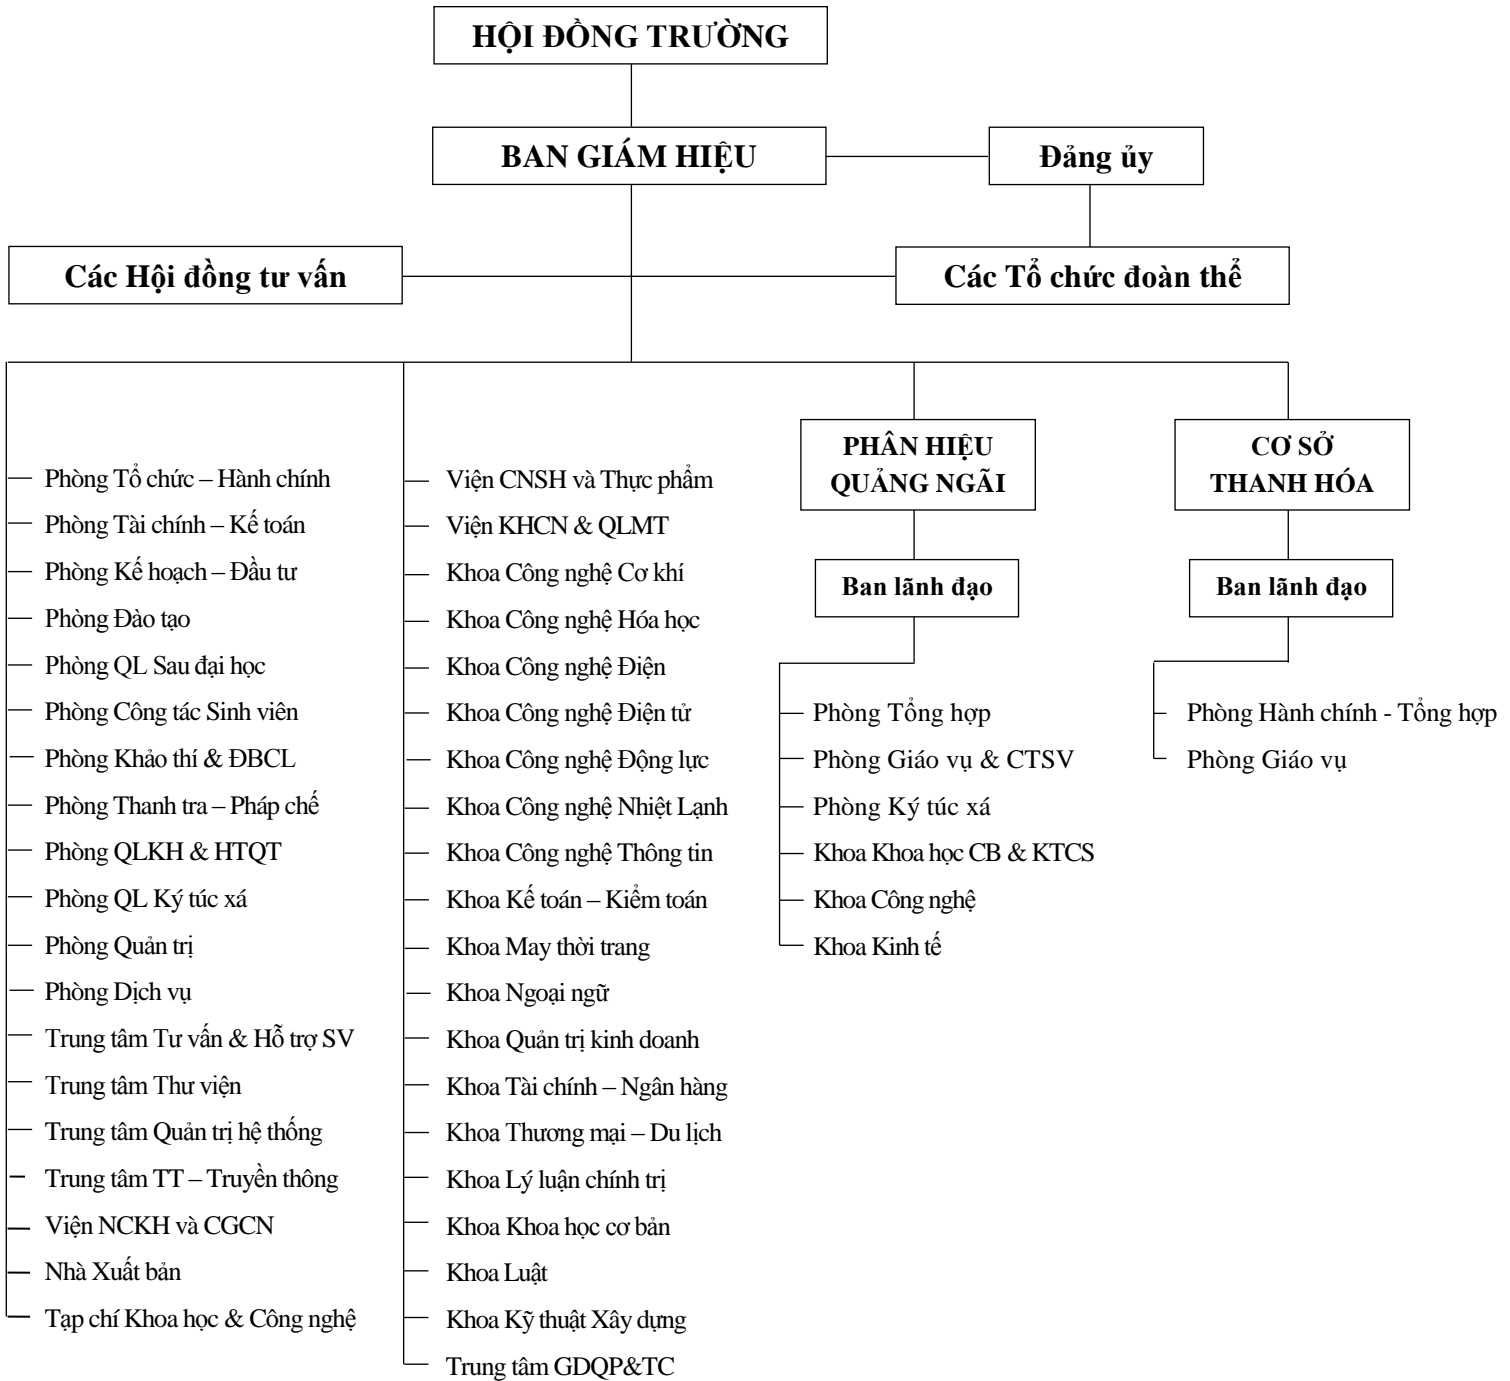 HỘI ĐỒNG TRƯỜNG
BAN GIÁM HIỆU
Đảng ủy
Các Hội đồng tư vấn
Các Tổ chức đoàn thể
Phòng Tổ chức – Hành chính
Phòng Tài chính – Kế toán
Phòng Kế hoạch – Đầu tư
Phòng Đào tạo
Phòng QL Sau đại học
Phòng Công tác Sinh viên
Phòng Khảo thí & ĐBCL
Phòng Thanh tra – Pháp chế
Phòng QLKH & HTQT
Phòng QL Ký túc xá
Phòng Quản trị
Phòng Dịch vụ
Trung tâm Tư vấn & Hỗ trợ SV
Trung tâm Thư viện
Trung tâm Quản trị hệ thống
Trung tâm TT – Truyền thông
Viện NCKH và CGCN
Nhà Xuất bản
Tạp chí Khoa học & Công nghệ
Viện CNSH và Thực phẩm
Viện KHCN & QLMT
Khoa Công nghệ Cơ khí
Khoa Công nghệ Hóa học
Khoa Công nghệ Điện
Khoa Công nghệ Điện tử
Khoa Công nghệ Động lực
Khoa Công nghệ Nhiệt Lạnh
Khoa Công nghệ Thông tin
Khoa Kế toán – Kiểm toán
Khoa May thời trang
Khoa Ngoại ngữ
Khoa Quản trị kinh doanh
Khoa Tài chính – Ngân hàng
Khoa Thương mại – Du lịch
Khoa Lý luận chính trị
Khoa Khoa học cơ bản
Khoa Luật
Khoa Kỹ thuật Xây dựng
Trung tâm GDQP&TC
PHÂN HIỆU
QUẢNG NGÃI
Ban lãnh đạo
Phòng Tổng hợp
Phòng Giáo vụ & CTSV
Phòng Ký túc xá
Khoa Khoa học CB & KTCS
Khoa Công nghệ
Khoa Kinh tế
CƠ SỞ
THANH HÓA
Ban lãnh đạo
Phòng Hành chính - Tổng hợp
Phòng Giáo vụ